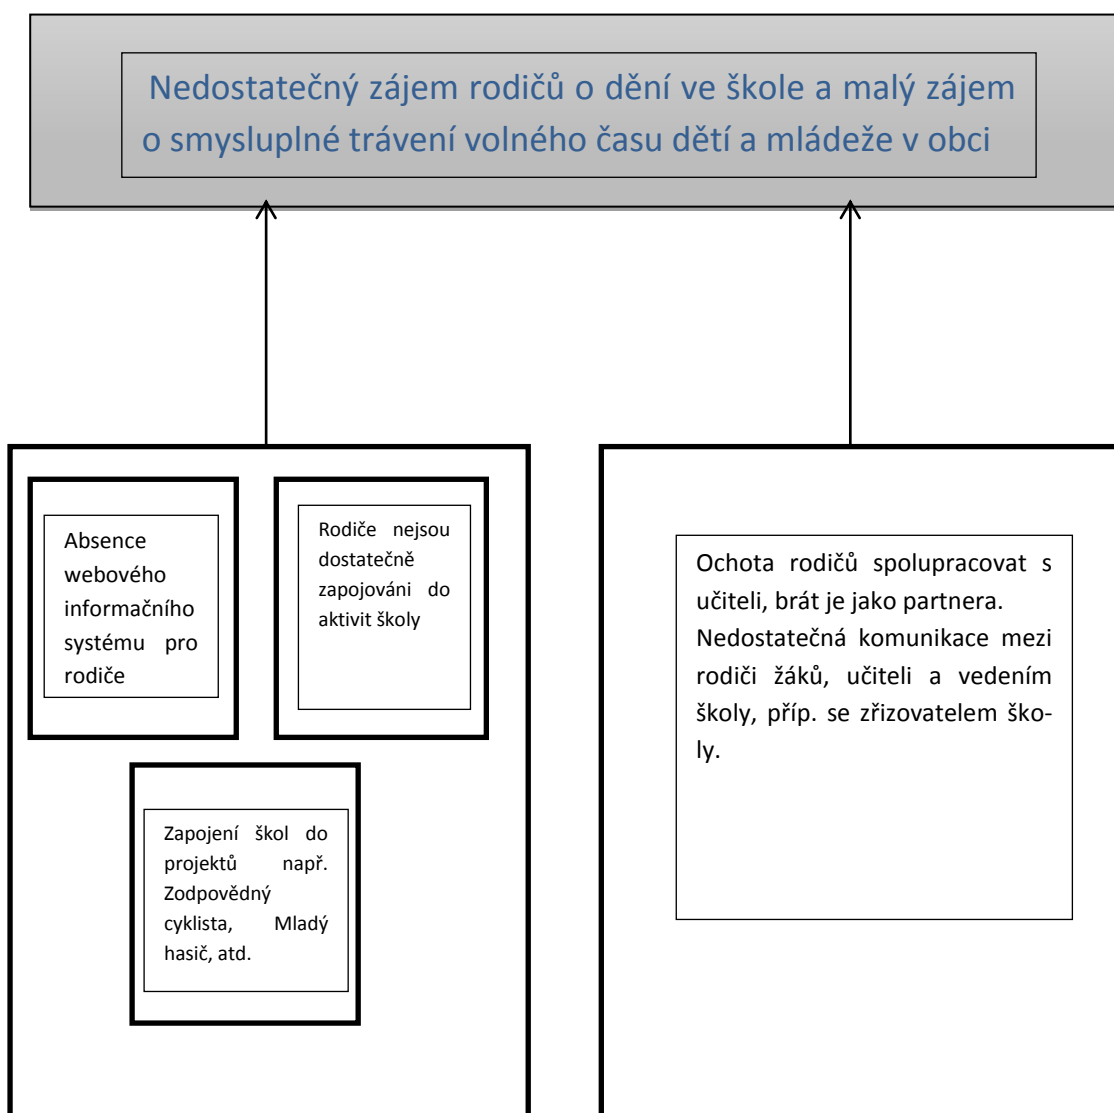 Nedostatečný zájem rodičů o dění ve škole a malý zájem
o smysluplné trávení volného času dětí a mládeže v obci
Absence
webového
informačního
systému pro
rodiče
Rodiče nejsou
dostatečně
zapojováni do
aktivit školy
Zapojení škol do
projektů např.
Zodpovědný
cyklista, Mladý
hasič, atd.
Ochota rodičů spolupracovat s
učiteli, brát je jako partnera.
Nedostatečná komunikace mezi
rodiči žáků, učiteli a vedením
školy, příp. se zřizovatelem ško-
ly.